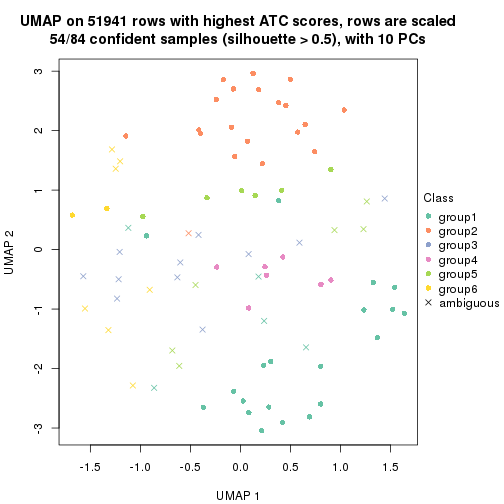 UMAP on 51941 rows with highest ATC scores, rows are scaled
54/84 confident samples (silhouette > 0.5), with 10 PCs
3
2
1
0
-1
-2
-3
UMAP 2
-1.5 -1.0 -0.5 0.0 0.5 1.0 1.5
UMAP 1
Class
group1
group2
group3
group4
group5
group6
ambiguous